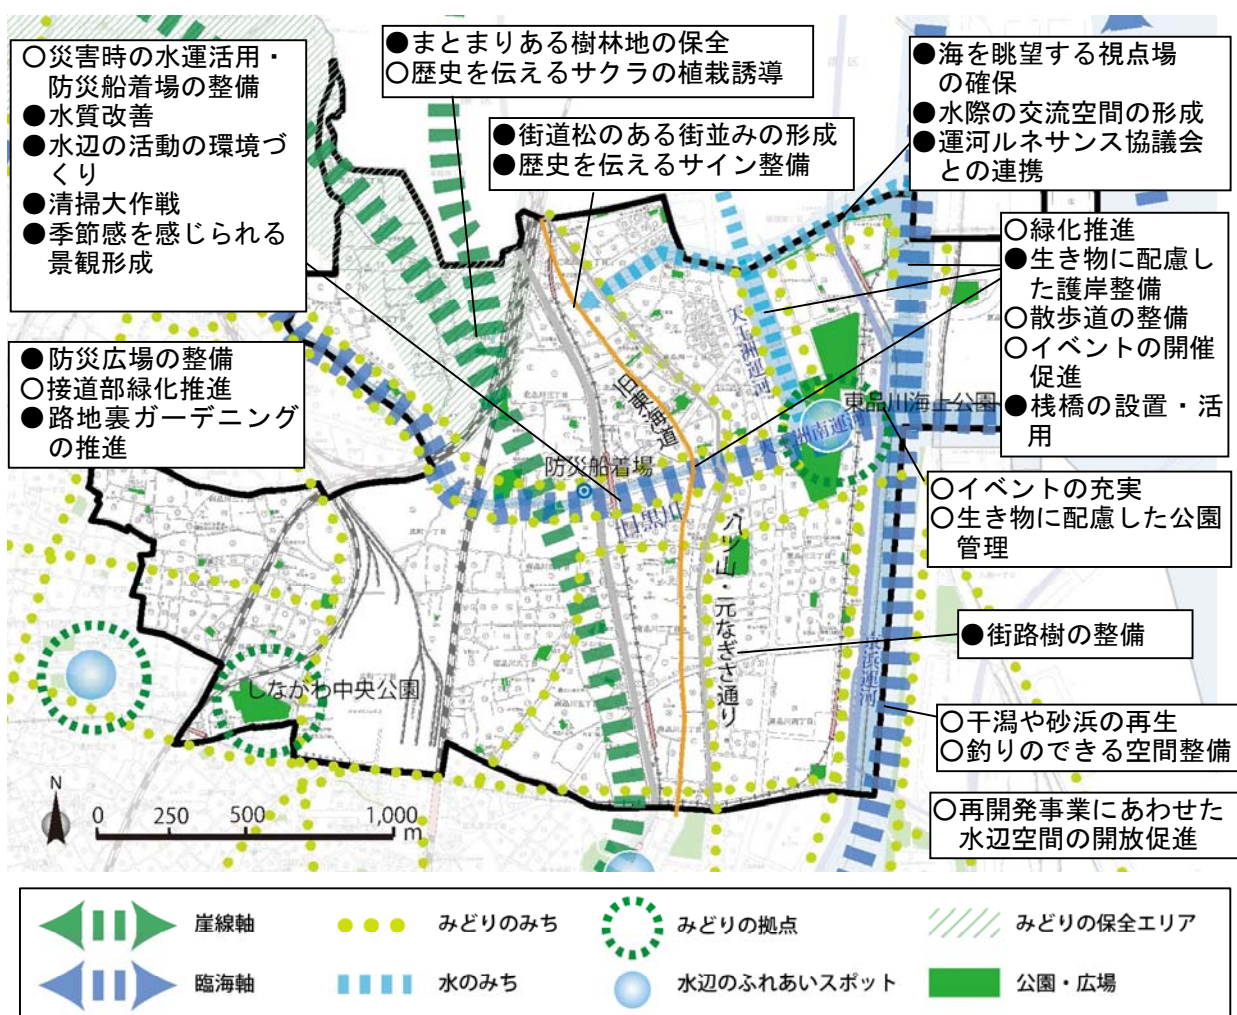 ○災害時の水運活用・
防災船着場の整備
●水質改善
●水辺の活動の環境づ
くり
●清掃大作戦
●季節感を感じられる
景観形成
●まとまりある樹林地の保全
○歴史を伝えるサクラの植栽誘導
●街道松のある街並みの形成
●歴史を伝えるサイン整備
●海を眺望する視点場
の確保
●水際の交流空間の形成
●運河ルネサンス協議会
との連携
○緑化推進
●生き物に配慮し
た護岸整備
○散歩道の整備
○イベントの開催
促進
●桟橋の設置・活
用
●防災広場の整備
○接道部緑化推進
●路地裏ガーデニング
の推進
天王洲運河
旧東海道
東品川海上公園
天王洲南運河
防災船着場
目黒川
○イベントの充実
○生き物に配慮した公園
管理
八ツ山・元なぎさ通り
●街路樹の整備
京浜運河
しながわ中央公園
○干潟や砂浜の再生
○釣りのできる空間整備
○再開発事業にあわせた
水辺空間の開放促進
N
0 250 500 1,000
m
崖線軸
みどりのみち
みどりの拠点
みどりの保全エリア
臨海軸
水のみち
水辺のふれあいスポット
公園・広場